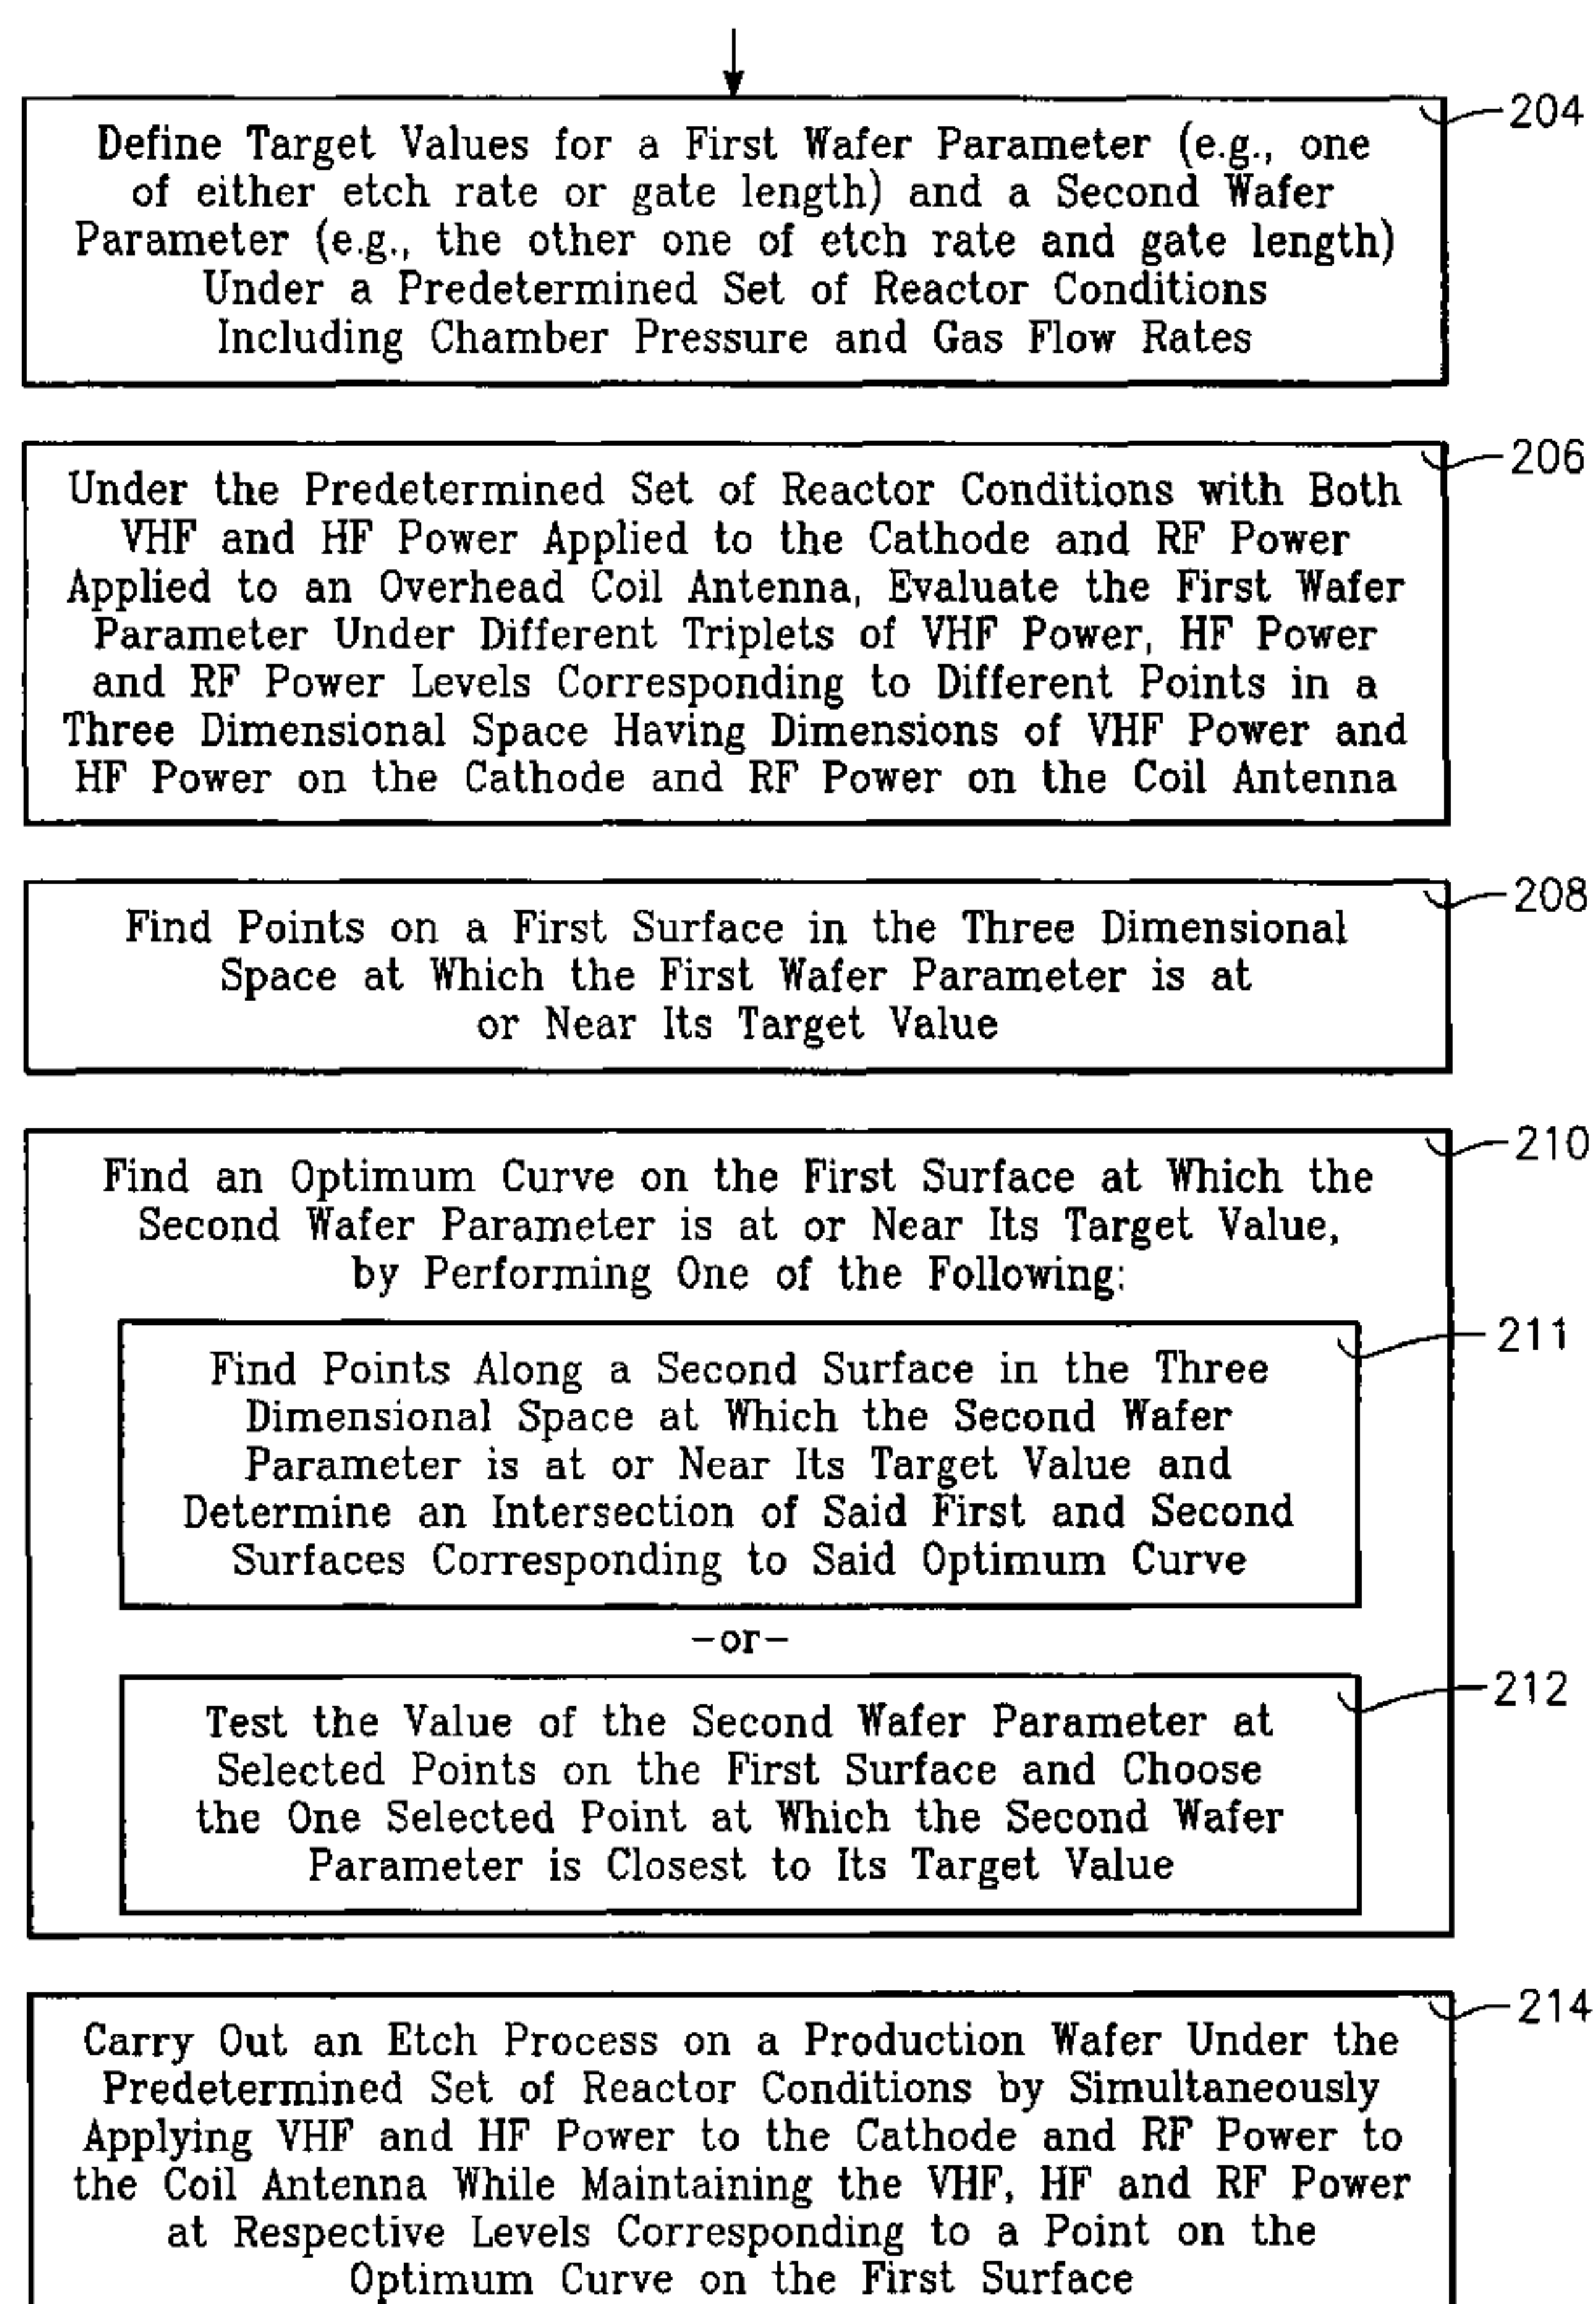 204
Define Target Values for a First Wafer Parameter (e.g., one
of either etch rate or gate length) and a Second Wafer
Parameter (e.g., the other one of etch rate and gate length)
Under a Predetermined Set of Reactor Conditions
Including Chamber Pressure and Gas Flow Rates
206
Under the Predetermined Set of Reactor Conditions with Both
VHF and HF Power Applied to the Cathode and RF Power
Applied to an Overhead Coil Antenna, Evaluate the First Wafer
Parameter Under Different Triplets of VHF Power, HF Power
and RF Power Levels Corresponding to Different Points in a
Three Dimensional Space Having Dimensions of VHF Power and
HF Power on the Cathode and RF Power on the Coil Antenna
208
Find Points on a First Surface in the Three Dimensional
Space at Which the First Wafer Parameter is at
or Near Its Target Value
210
Find an Optimum Curve on the First Surface at Which the
Second Wafer Parameter is at or Near Its Target Value,
by Performing One of the Following:
211
Find Points Along a Second Surface in the Three
Dimensional Space at Which the Second Wafer
Parameter is at or Near Its Target Value and
Determine an Intersection of Said First and Second
Surfaces Corresponding to Said Optimum Curve
-or-
212
Test the Value of the Second Wafer Parameter at
Selected Points on the First Surface and Choose
the One Selected Point at Which the Second Wafer
Parameter is Closest to Its Target Value
214
Carry Out an Etch Process on a Production Wafer Under the
Predetermined Set of Reactor Conditions by Simultaneously
Applying VHF and HF Power to the Cathode and RF Power to
the Coil Antenna While Maintaining the VHF, HF and RF Power
at Respective Levels Corresponding to a Point on the
Optimum Curve on the First Surface